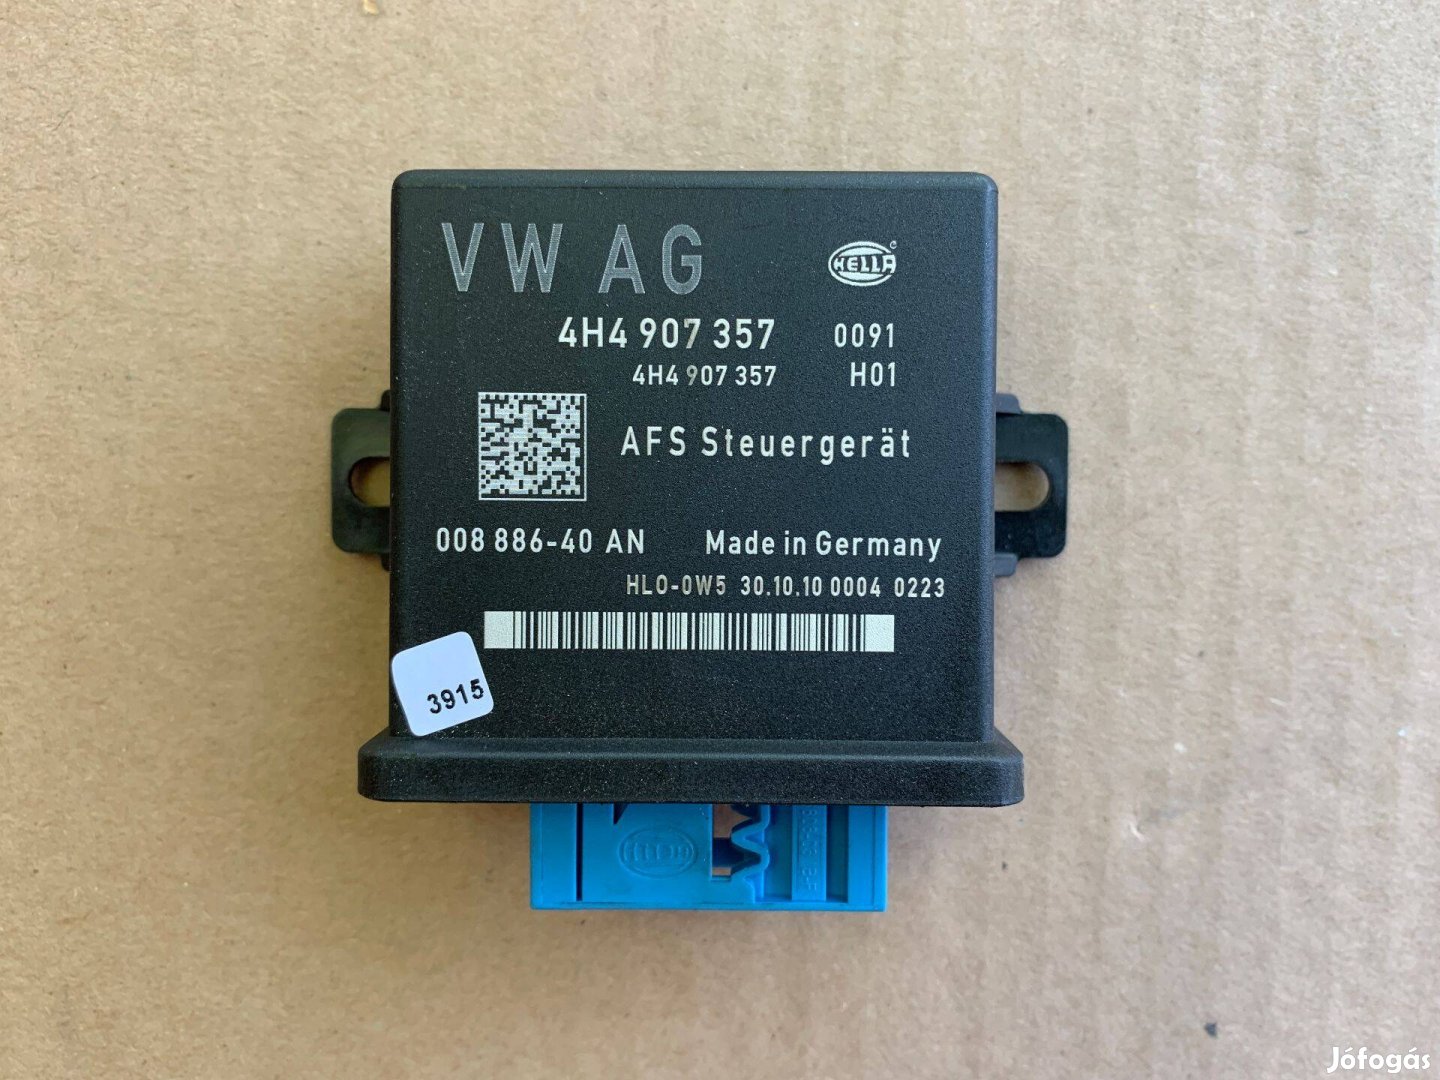 VW AG
HELLA
4H4 907 357 0091
4H4 907 357 H01
AFS Steuergerät
008 886-40 AN Made in Germany
HLO-0W5 30.10.10 0004 0223
3915
HELLA
Jófogás